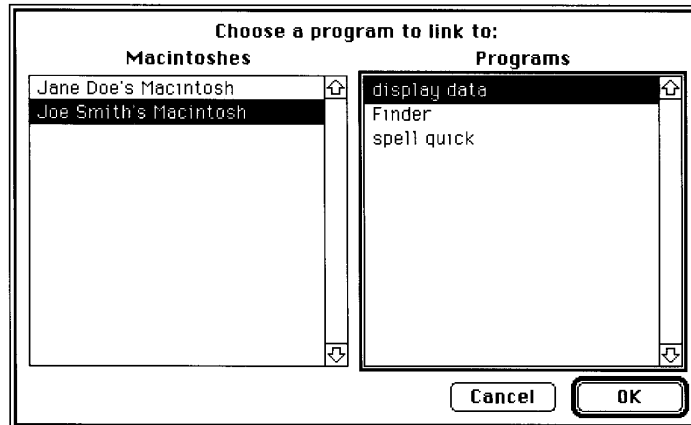 Choose a program to link to:
Macintoshes
Programs
Jane Doe's Macintosh
Joe Smith's Macintosh
display data
Finder
spell quick
Cancel
OK